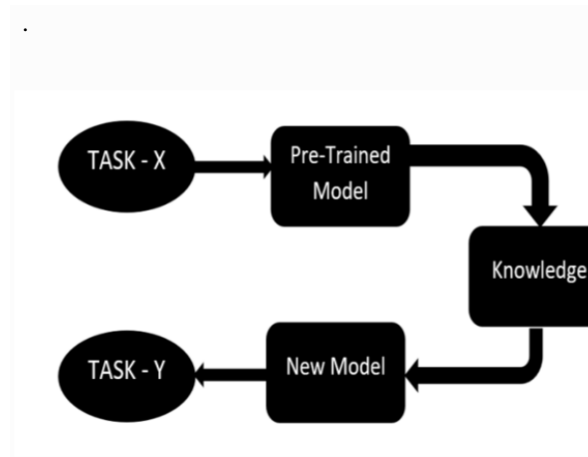 .
TASK - X
Pre-Trained
Model
Knowledge
New Model
TASK - Y